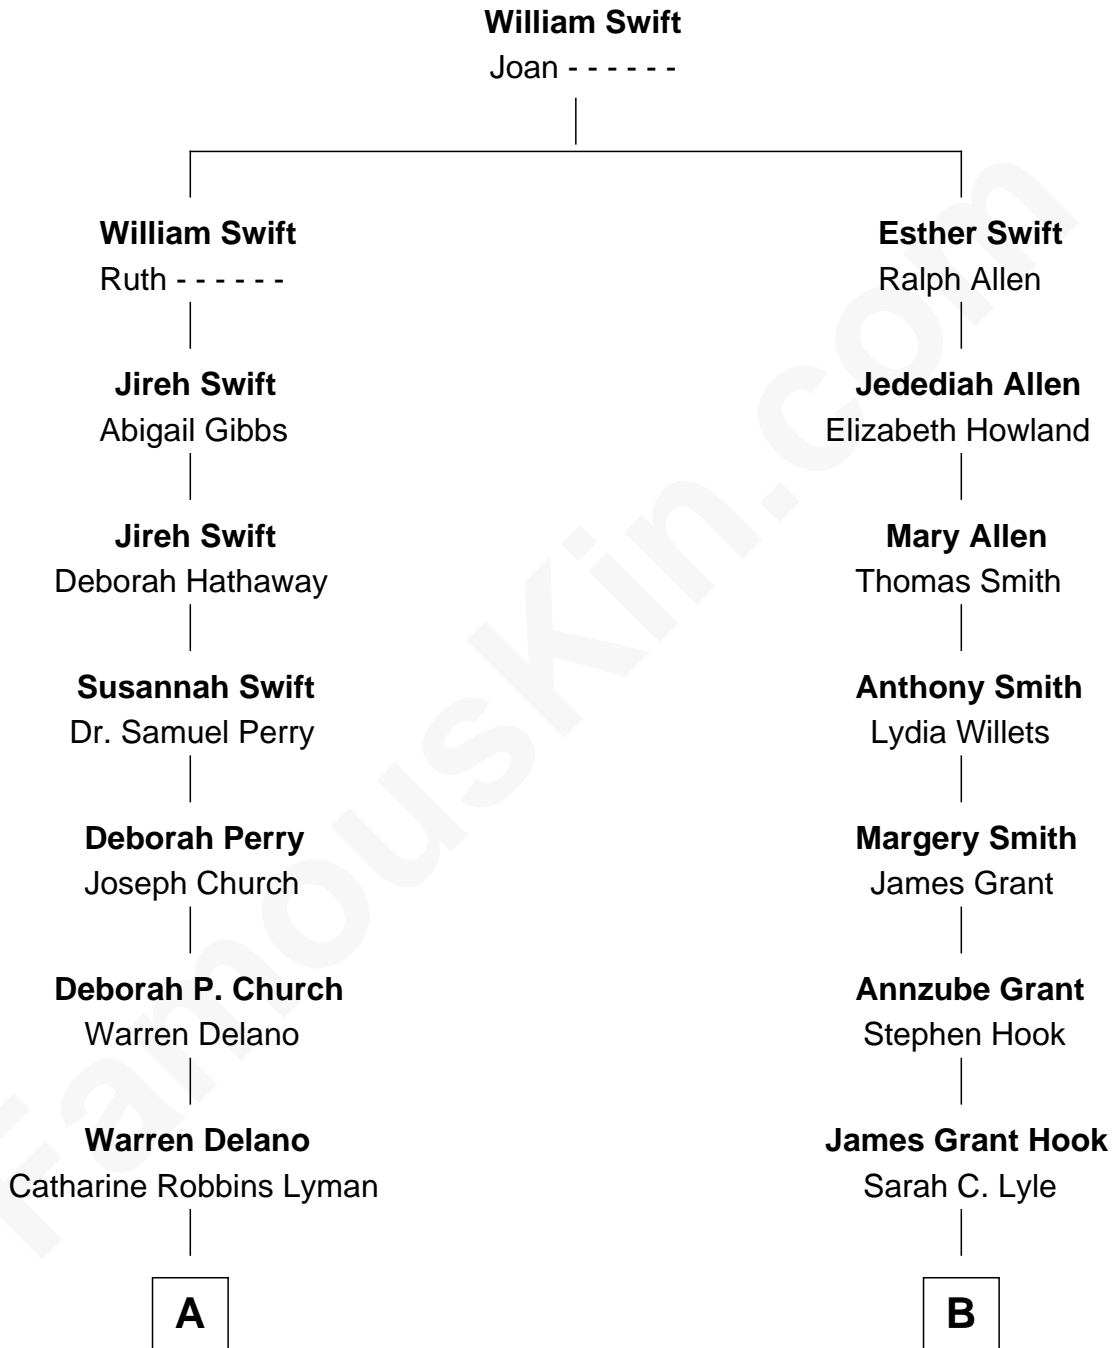 William Swift
Joan - - - - - -
William Swift
Ruth - - - - - -
Esther Swift
Ralph Allen
Jireh Swift
Abigail Gibbs
Jedediah Allen
Elizabeth Howland
Jireh Swift
Deborah Hathaway
Mary Allen
Thomas Smith
Susannah Swift
Dr. Samuel Perry
Anthony Smith
Lydia Willets
Deborah Perry
Joseph Church
Margery Smith
James Grant
Deborah P. Church
Warren Delano
Annzube Grant
Stephen Hook
Warren Delano
Catharine Robbins Lyman
James Grant Hook
Sarah C. Lyle
A
B
FamousKin.com